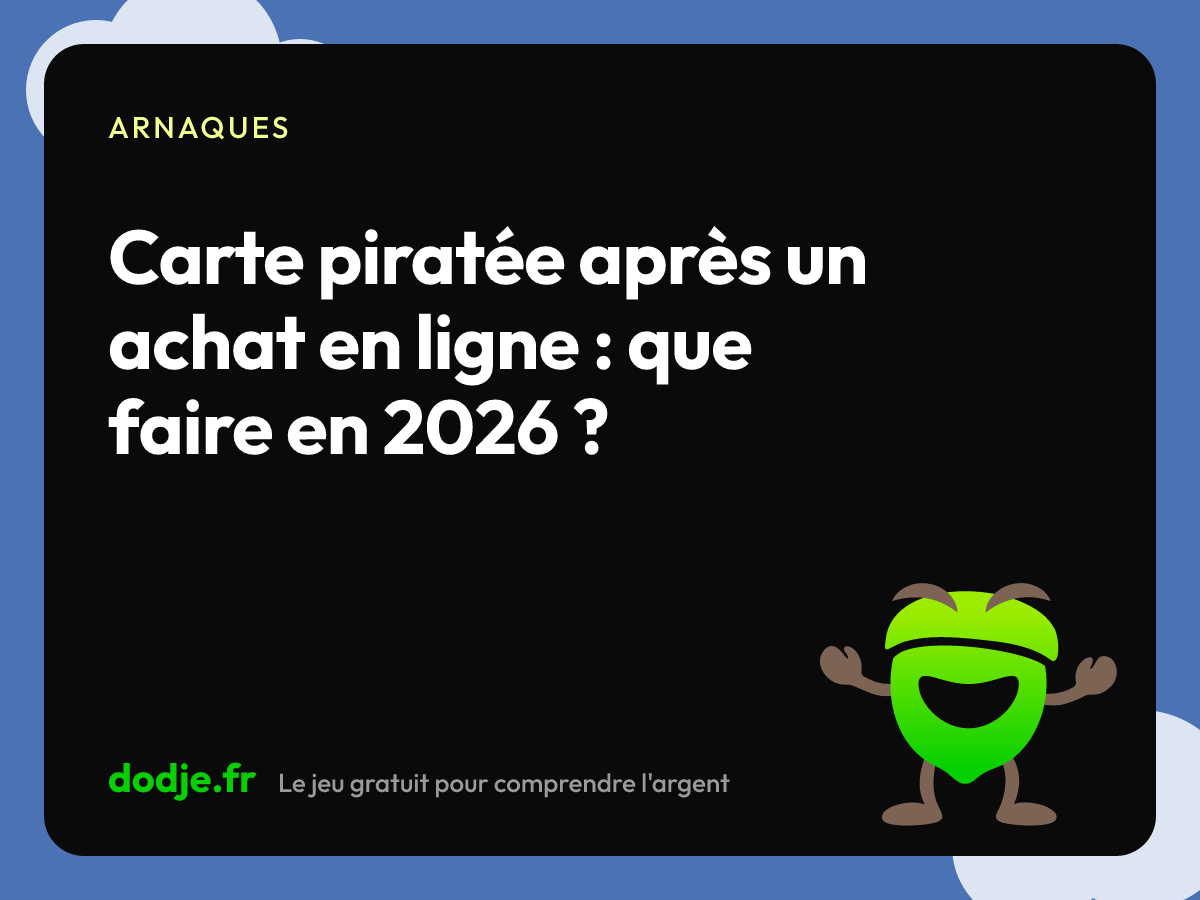 ARNAQUES
Carte piratée après un
achat en ligne : que
faire en 2026 ?
dodje.fr Le jeu gratuit pour comprendre l'argent